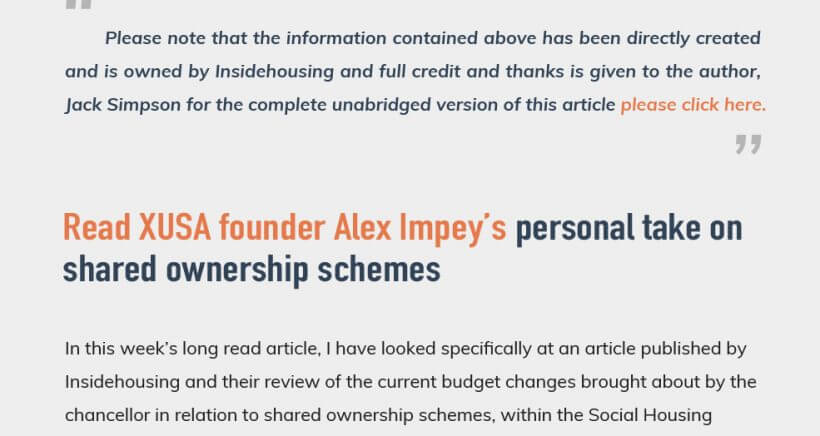 Please note that the information contained above has been directly created
and is owned by Insidehousing and full credit and thanks is given to the author,
Jack Simpson for the complete unabridged version of this article please click here.
”
Read XUSA founder Alex Impey’s personal take on
shared ownership schemes
In this week’s long read article, I have looked specifically at an article published by
Insidehousing and their review of the current budget changes brought about by the
chancellor in relation to shared ownership schemes, within the Social Housing